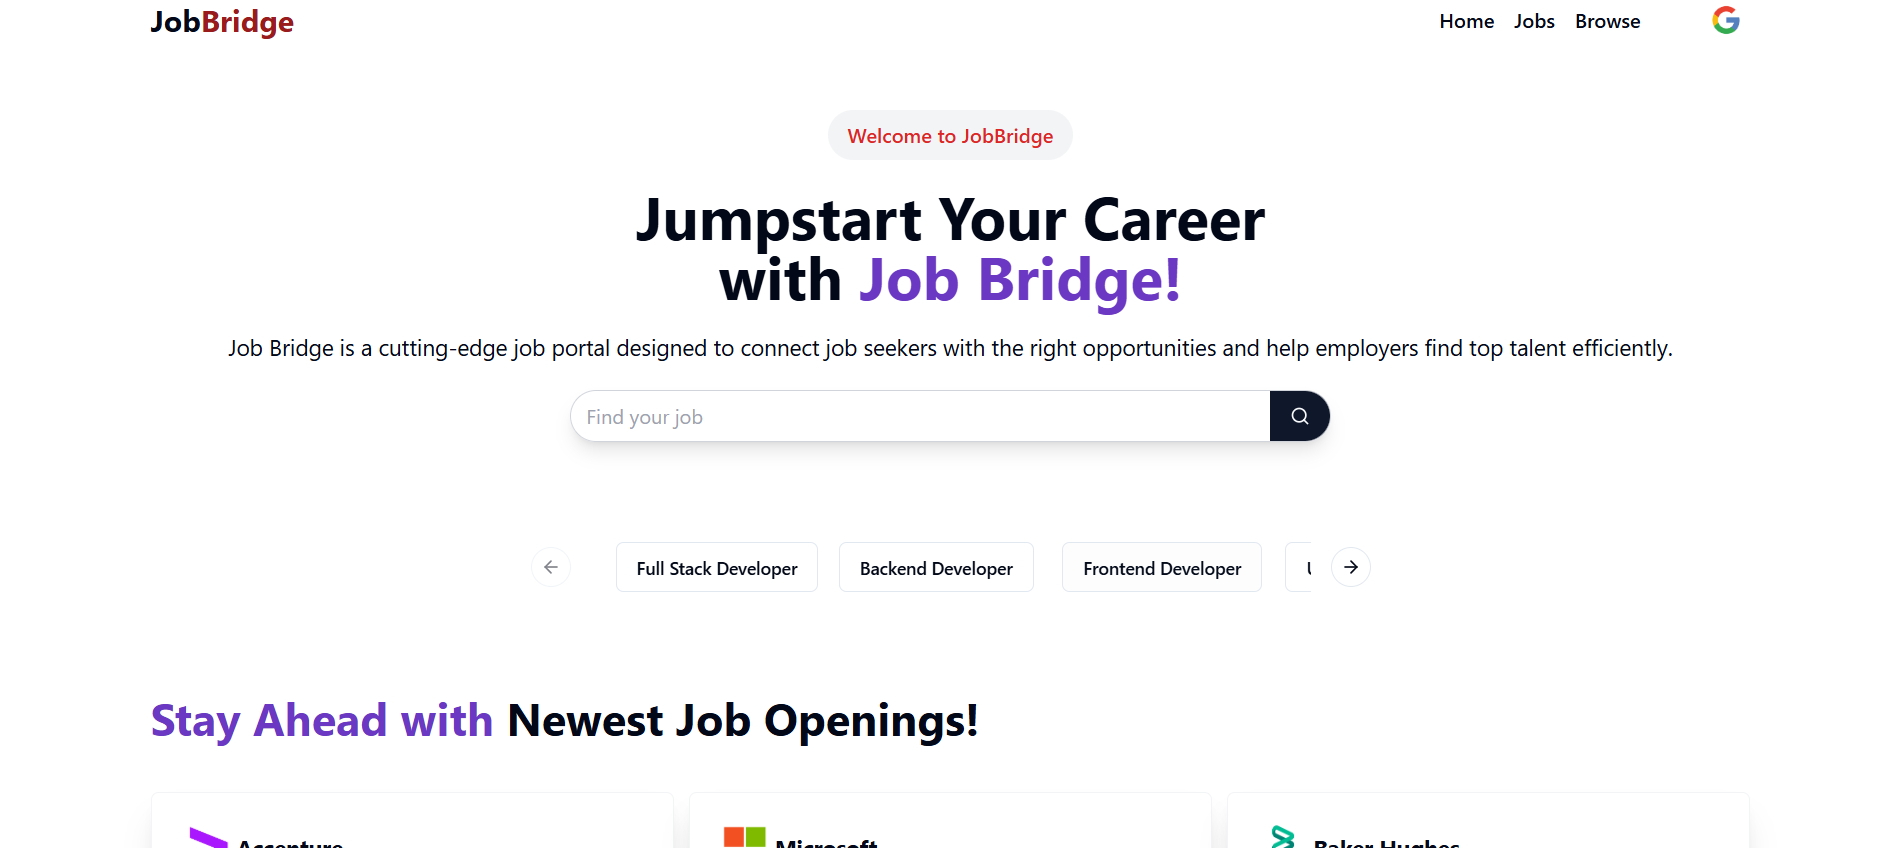 JobBridge
Home Jobs Browse
Welcome to JobBridge
Jumpstart Your Career
with Job Bridge!
Job Bridge is a cutting-edge job portal designed to connect job seekers with the right opportunities and help employers find top talent efficiently.
Find your job
Full Stack Developer Backend Developer Frontend Developer
Stay Ahead with Newest Job Openings!
Accenture Microsoft Baker Hughes